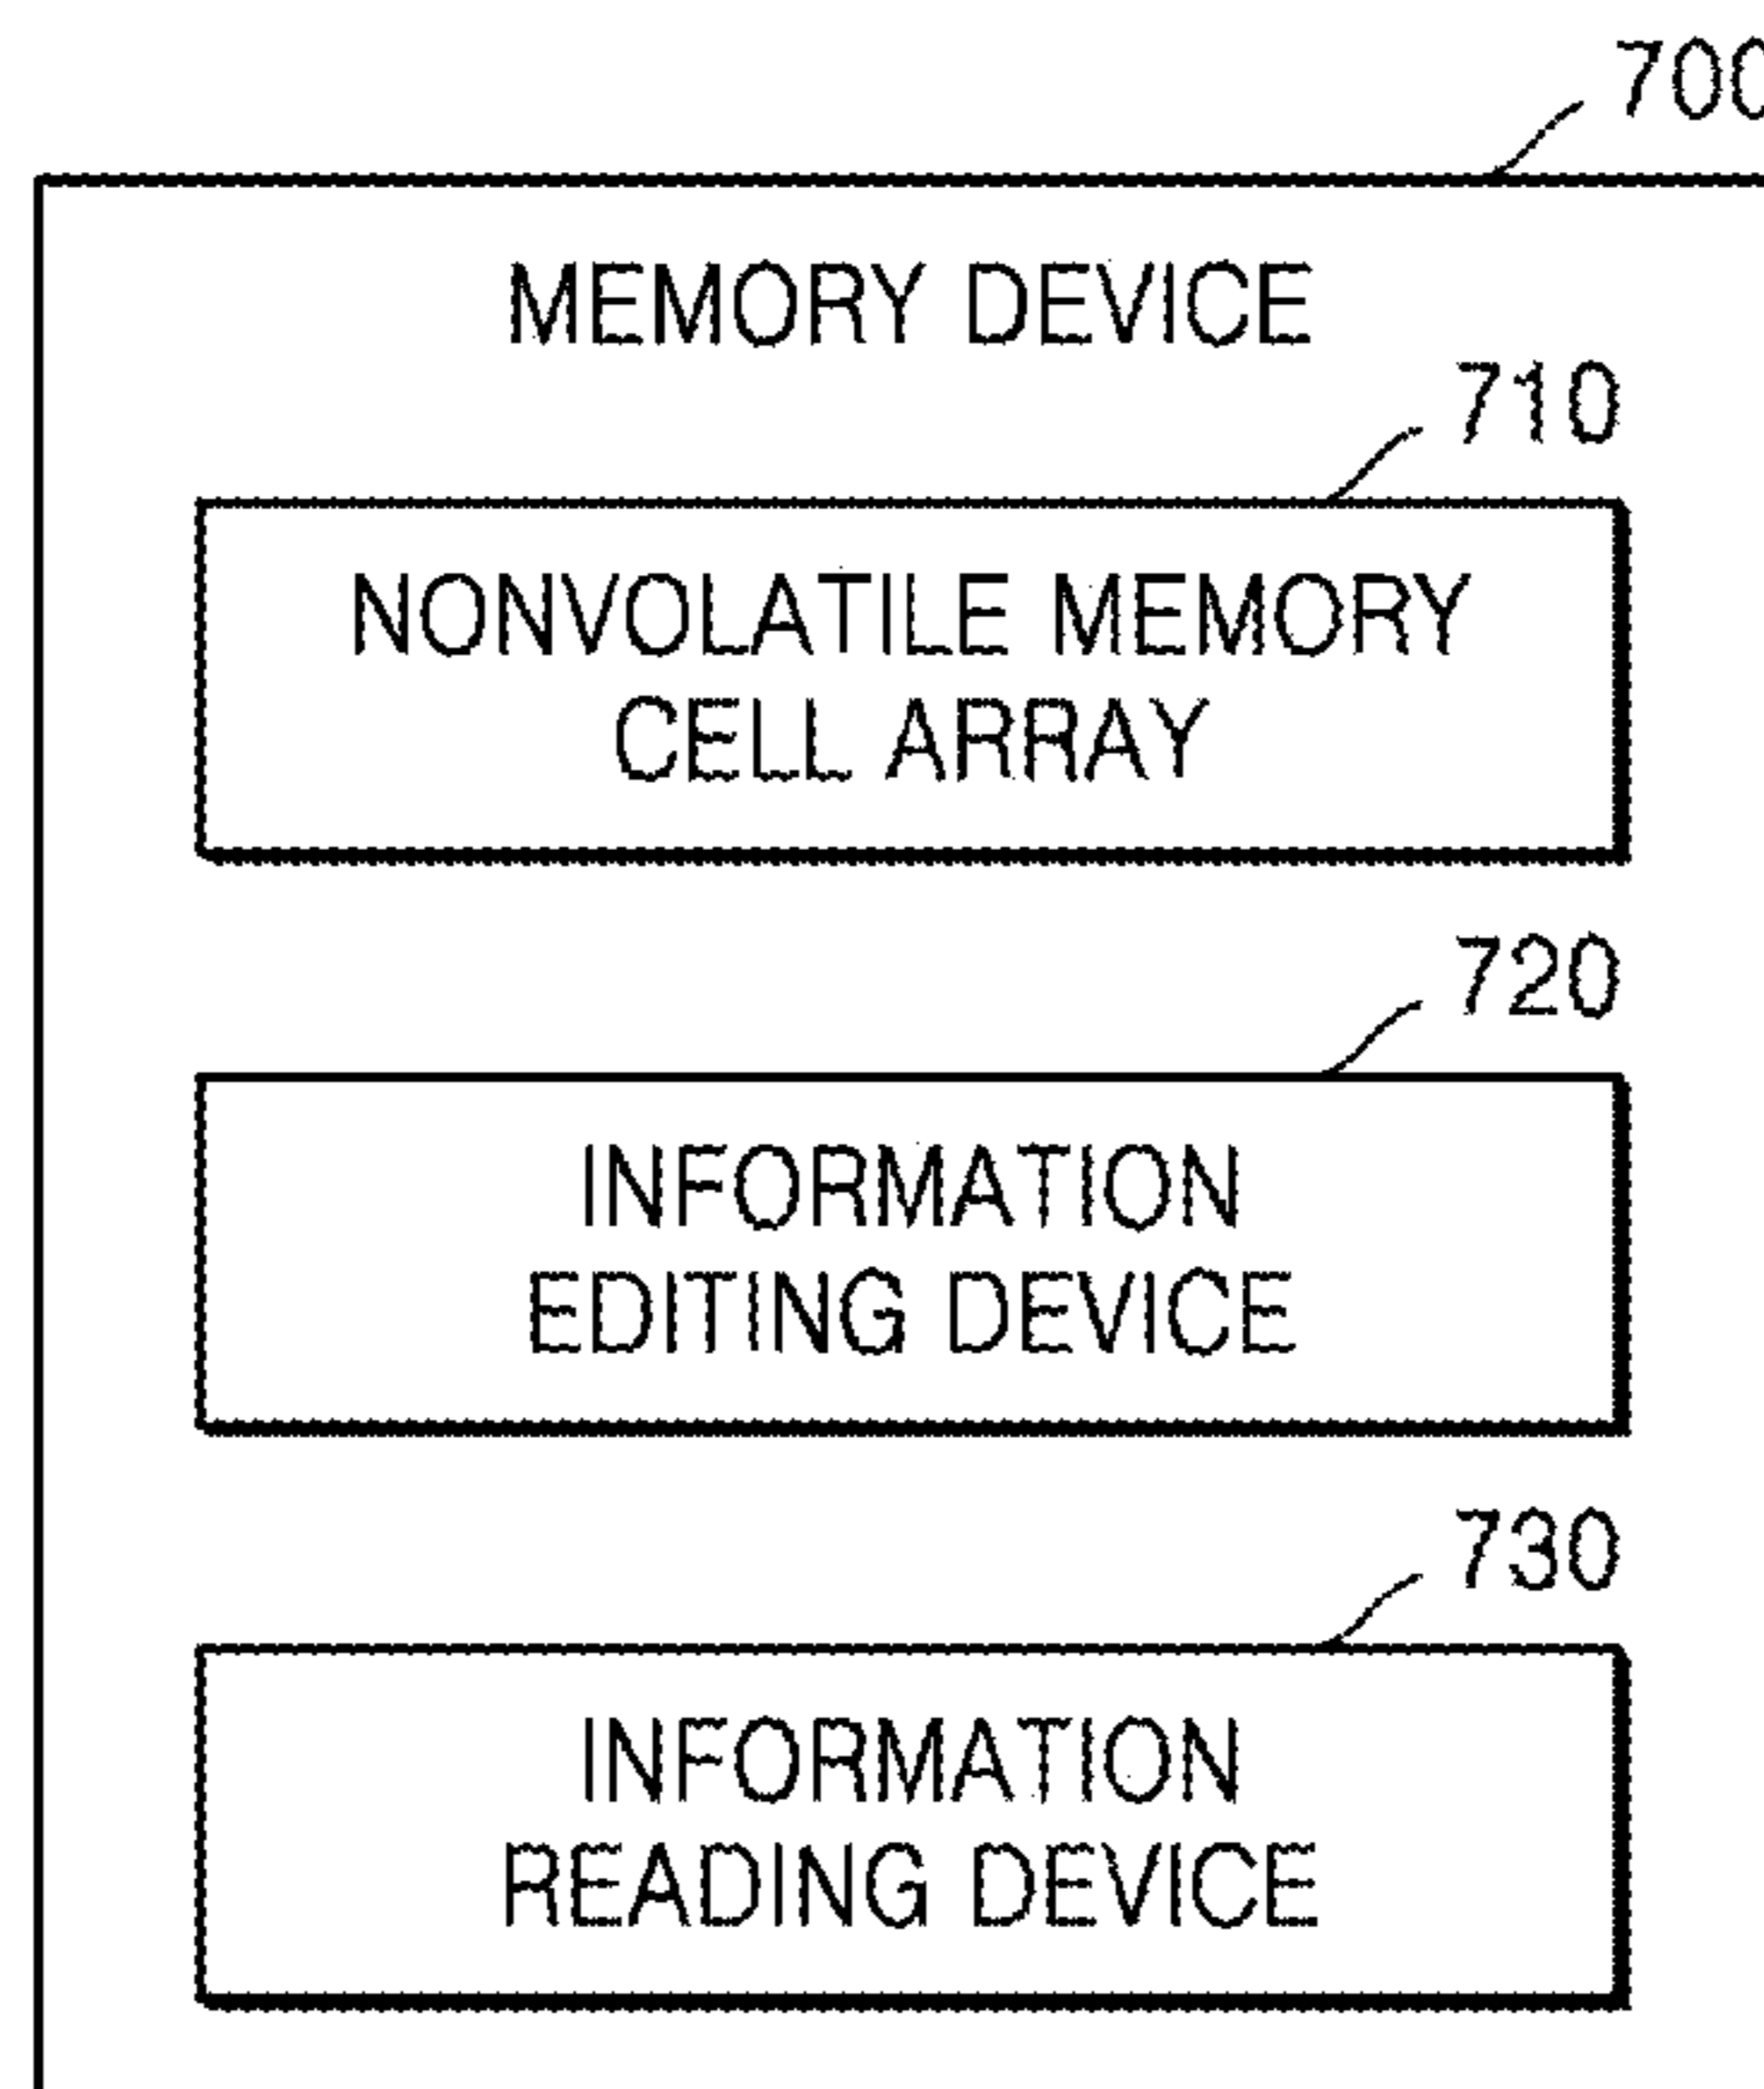 700
MEMORY DEVICE
710
NONVOLATILE MEMORY
CELL ARRAY
720
INFORMATION
EDITING DEVICE
730
INFORMATION
READING DEVICE